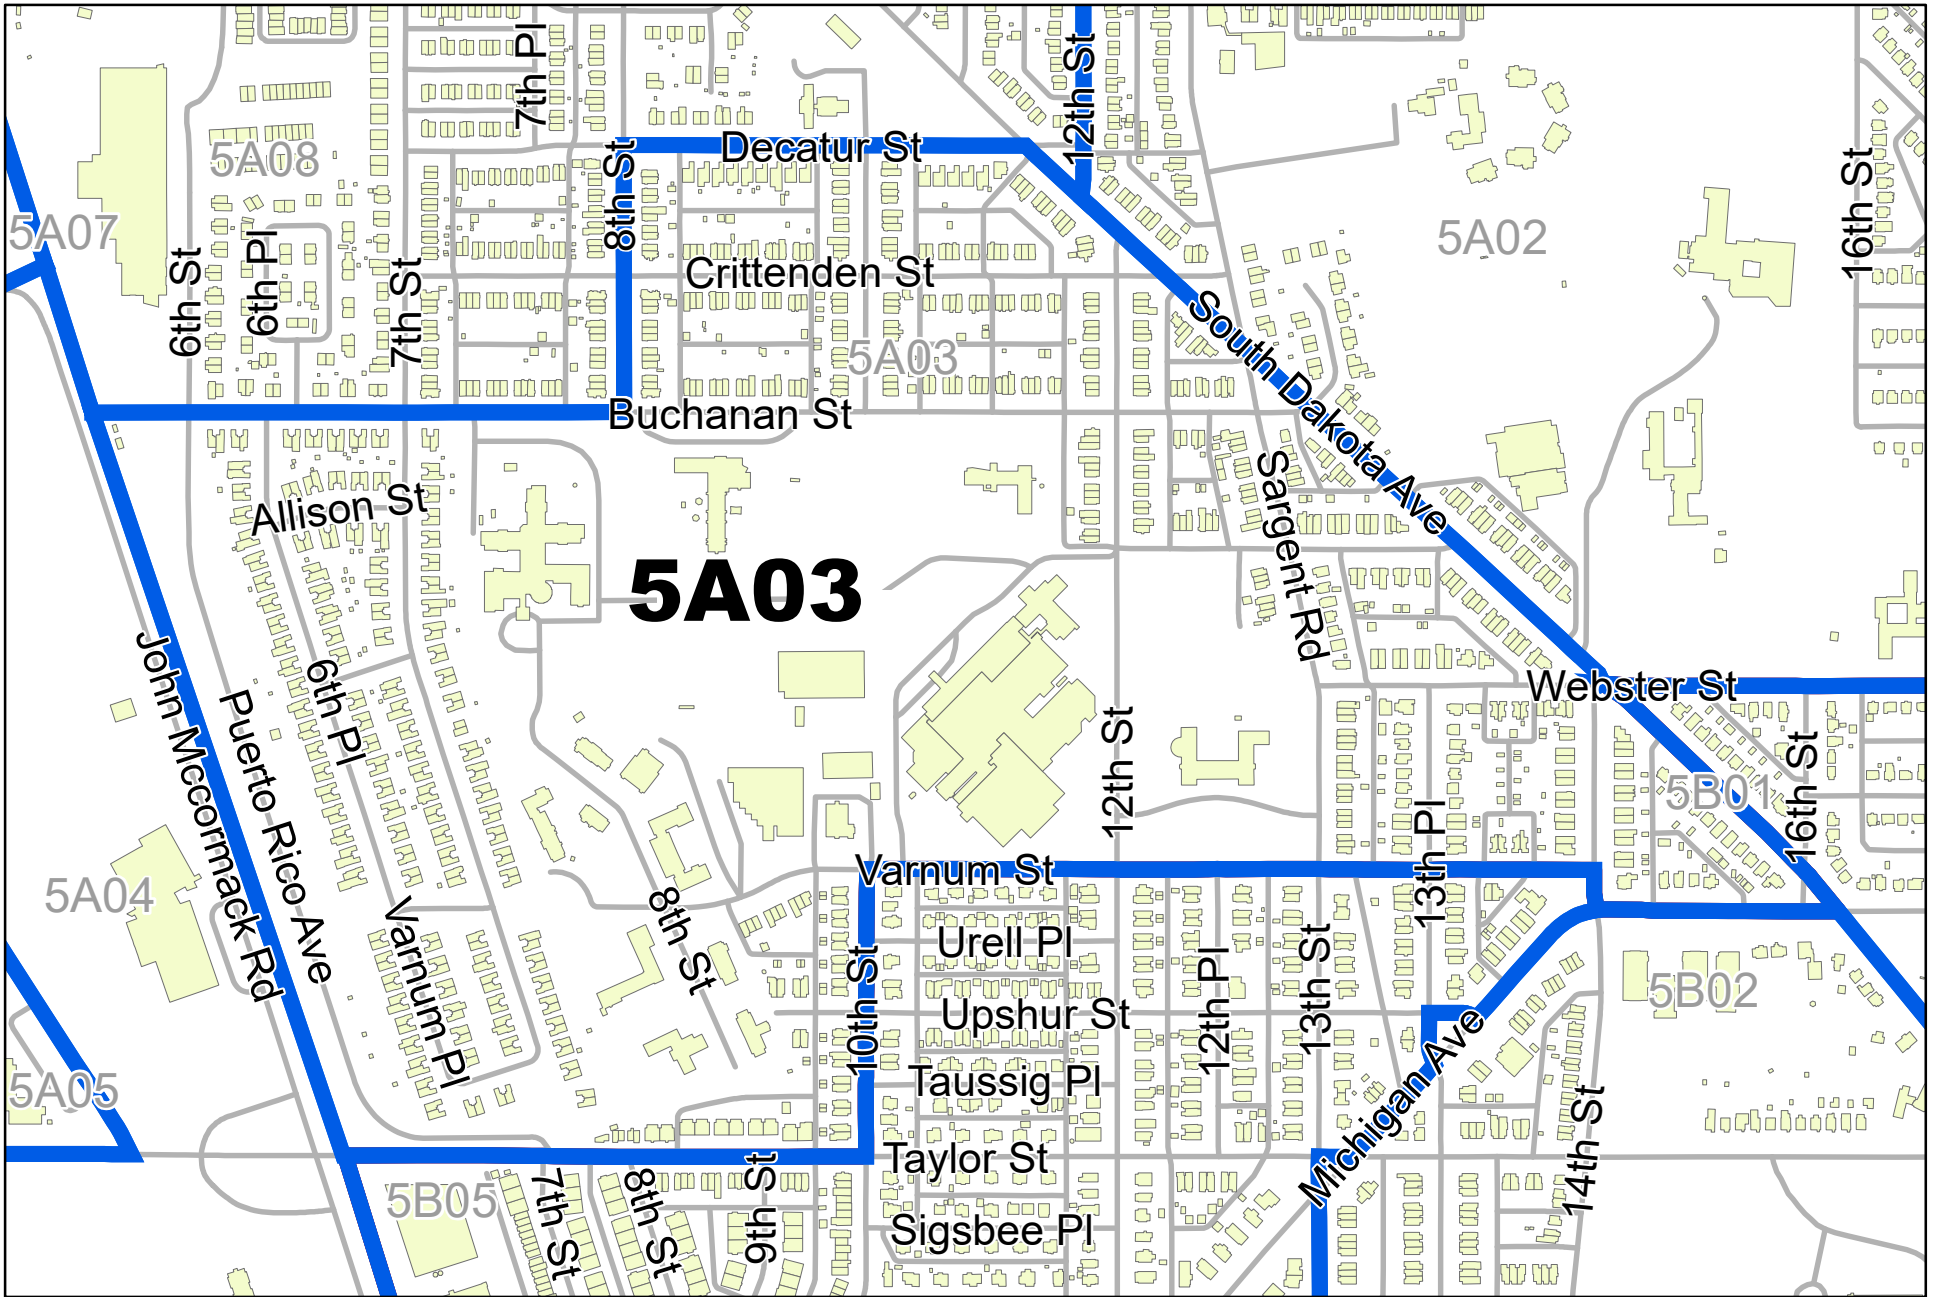 7th Pl
12th St
Decatur St
5A08
8th St
16th St
5A07
5A02
6th St
6th Pl
7th St
Crittenden St
South Dakota Ave
5A03
Buchanan St
Allison St
Sargent Rd
5A03
John Mccormack Rd
Puerto Rico Ave
6th Pl
Webster St
12th St
16th St
5B01
13th Pl
Varnum St
5A04
8th St
Varnum Pl
Urell Pl
10th St
12th Pl
13th St
5B02
Upshur St
Michigan Ave
5A05
Taussig Pl
14th St
Taylor St
5B05
7th St
8th St
9th St
Sigsbee Pl